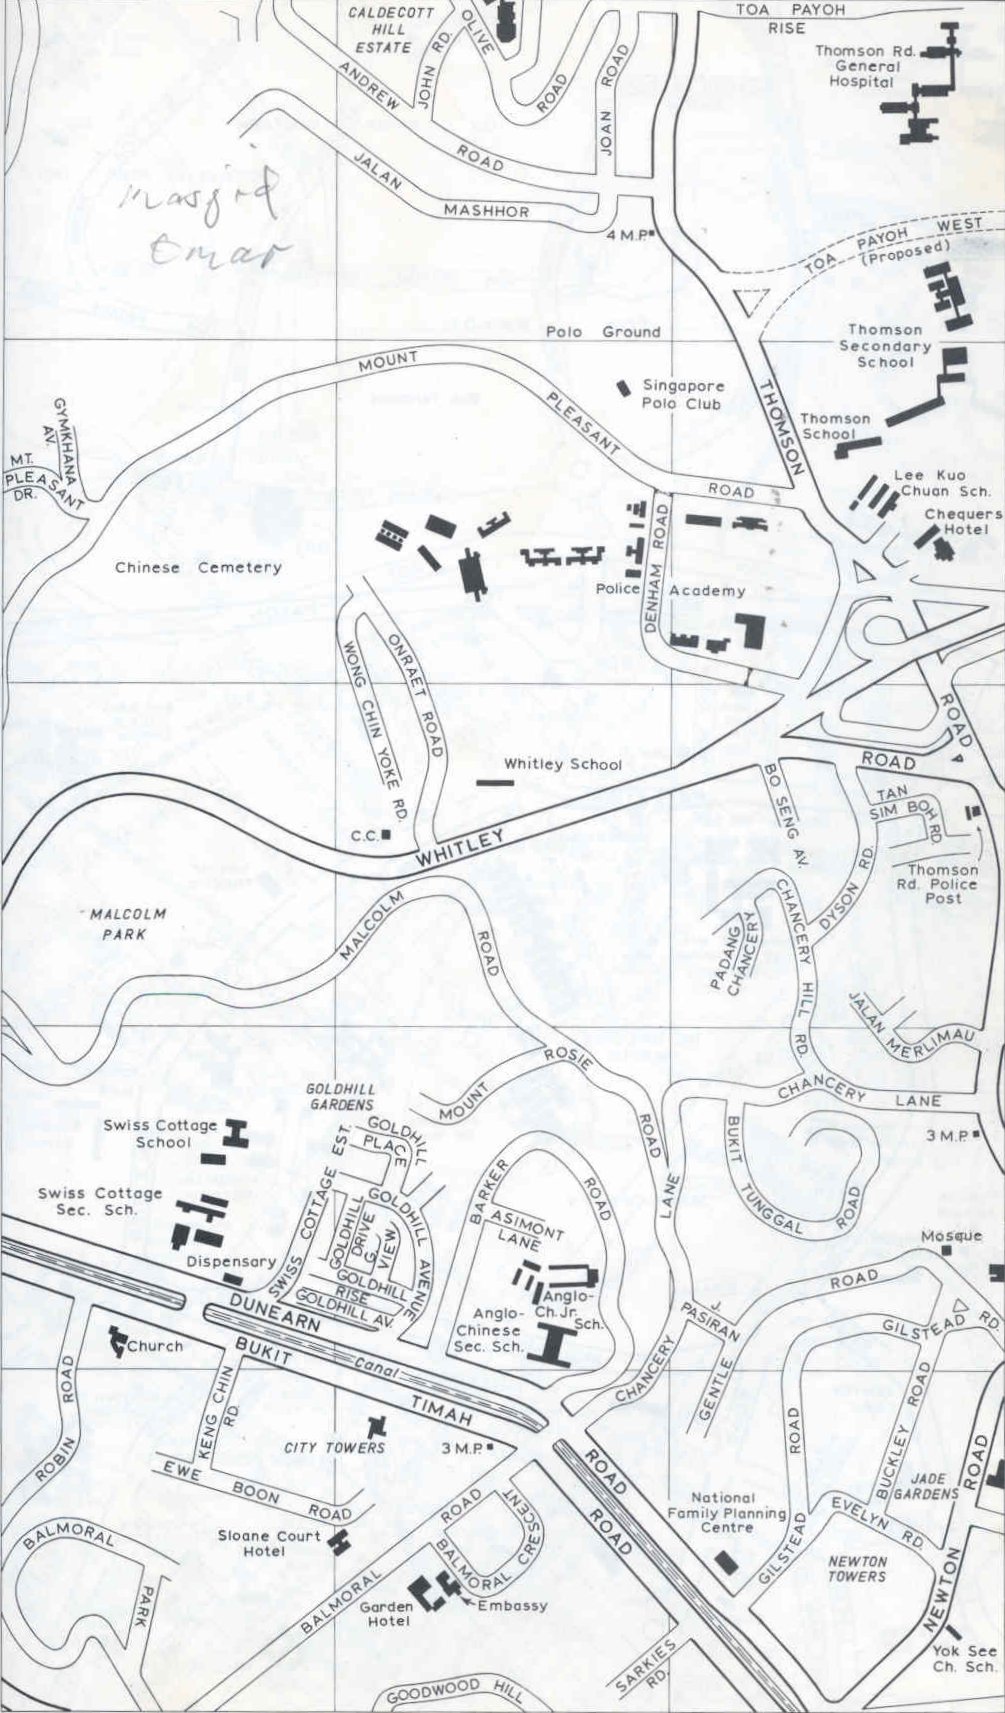 CALDECOTT
HILL
ESTATE
JOHN RD.
OLIVE
ROAD
JOAN ROAD
TOA PAYOH
RISE
Thomson Rd.
General
Hospital
ANDREW
ROAD
JALAN
MASHHOR
Masjid
Omar
4 M.P.
TOA PAYOH WEST
(Proposed)
Polo Ground
Thomson
Secondary
School
MOUNT
PLEASANT
ROAD
Singapore
Polo Club
THOMSON
Thomson
School
GYMKHANA
AV.
MT.
PLEASANT
DR.
Lee Kuo
Chuan Sch.
Chequers
Hotel
Chinese Cemetery
Police Academy
DENHAM ROAD
WONG CHIN YOKE RD.
ONRAET ROAD
ROAD
Whitley School
ROAD
BO SENG AV.
TAN
SIM BOH RD.
C.C.
WHITLEY
Thomson
Rd. Police
Post
DYSON RD.
MALCOLM
PARK
MALCOLM
ROAD
CHANCERY
HILL RD.
PADANG
CHANCERY
JALAN MERLIMAU
MOUNT
ROSIE
ROAD
CHANCERY
LANE
GOLDHILL
GARDENS
3 M.P.
Swiss Cottage
School
GOLDHILL
PLACE
BUKIT
TUNGGAL
ROAD
Swiss Cottage
Sec. Sch.
SWISS COTTAGE EST.
GOLDHILL
DRIVE
G.
VIEW
GOLDHILL AVENUE
GOLDHILL
RISE
GOLDHILL AV.
BARKER
ROAD
ASIMONT
LANE
LANE
Mosque
Dispensary
Anglo-
Ch. Jr.
Sch.
Anglo-
Chinese
Sec. Sch.
ROAD
J.
PASIRAN
GILSTEAD
RD
DUNEARN
Church
BUKIT
Canal
TIMAH
CHANCERY
GENTLE
ROBIN ROAD
KENG CHIN
RD.
CITY TOWERS
3 M.P.
ROAD
BUCKLEY ROAD
EWE
BOON
ROAD
ROAD
ROAD
JADE
GARDENS
ROAD
National
Family Planning
Centre
EVELYN RD.
GILSTEAD
BALMORAL
Sloane Court
Hotel
ROAD
BALMORAL
CRESCENT
NEWTON
TOWERS
PARK
BALMORAL
Garden
Hotel
Embassy
NEWTON
Yok See
Ch. Sch.
SARKIES
RD.
GOODWOOD HILL